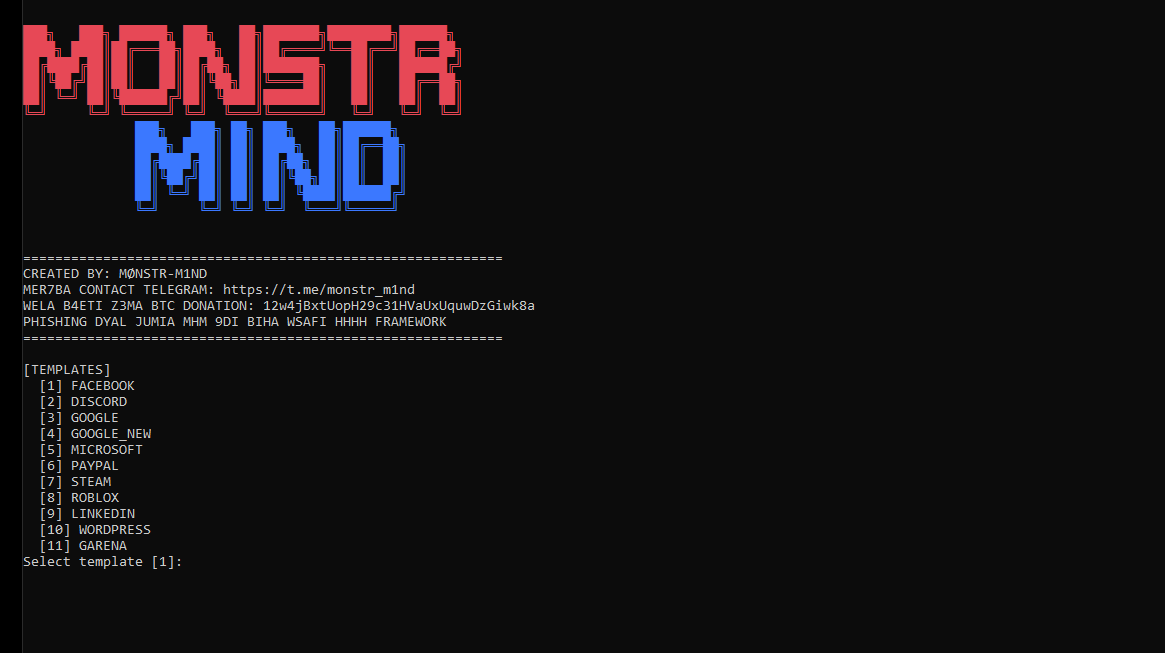 MONSTR
MIND
============================================================
CREATED BY: MØNSTR-M1ND
MER7BA CONTACT TELEGRAM: https://t.me/monstr_m1nd
WELA B4ETI Z3MA BTC DONATION: 12w4jBxtUopH29c31HVaUxUquwDzGiwk8a
PHISHING DYAL JUMIA MHM 9DI BIHA WSAFI HHHH FRAMEWORK
============================================================
[TEMPLATES]
[1] FACEBOOK
[2] DISCORD
[3] GOOGLE
[4] GOOGLE_NEW
[5] MICROSOFT
[6] PAYPAL
[7] STEAM
[8] ROBLOX
[9] LINKEDIN
[10] WORDPRESS
[11] GARENA
Select template [1]: